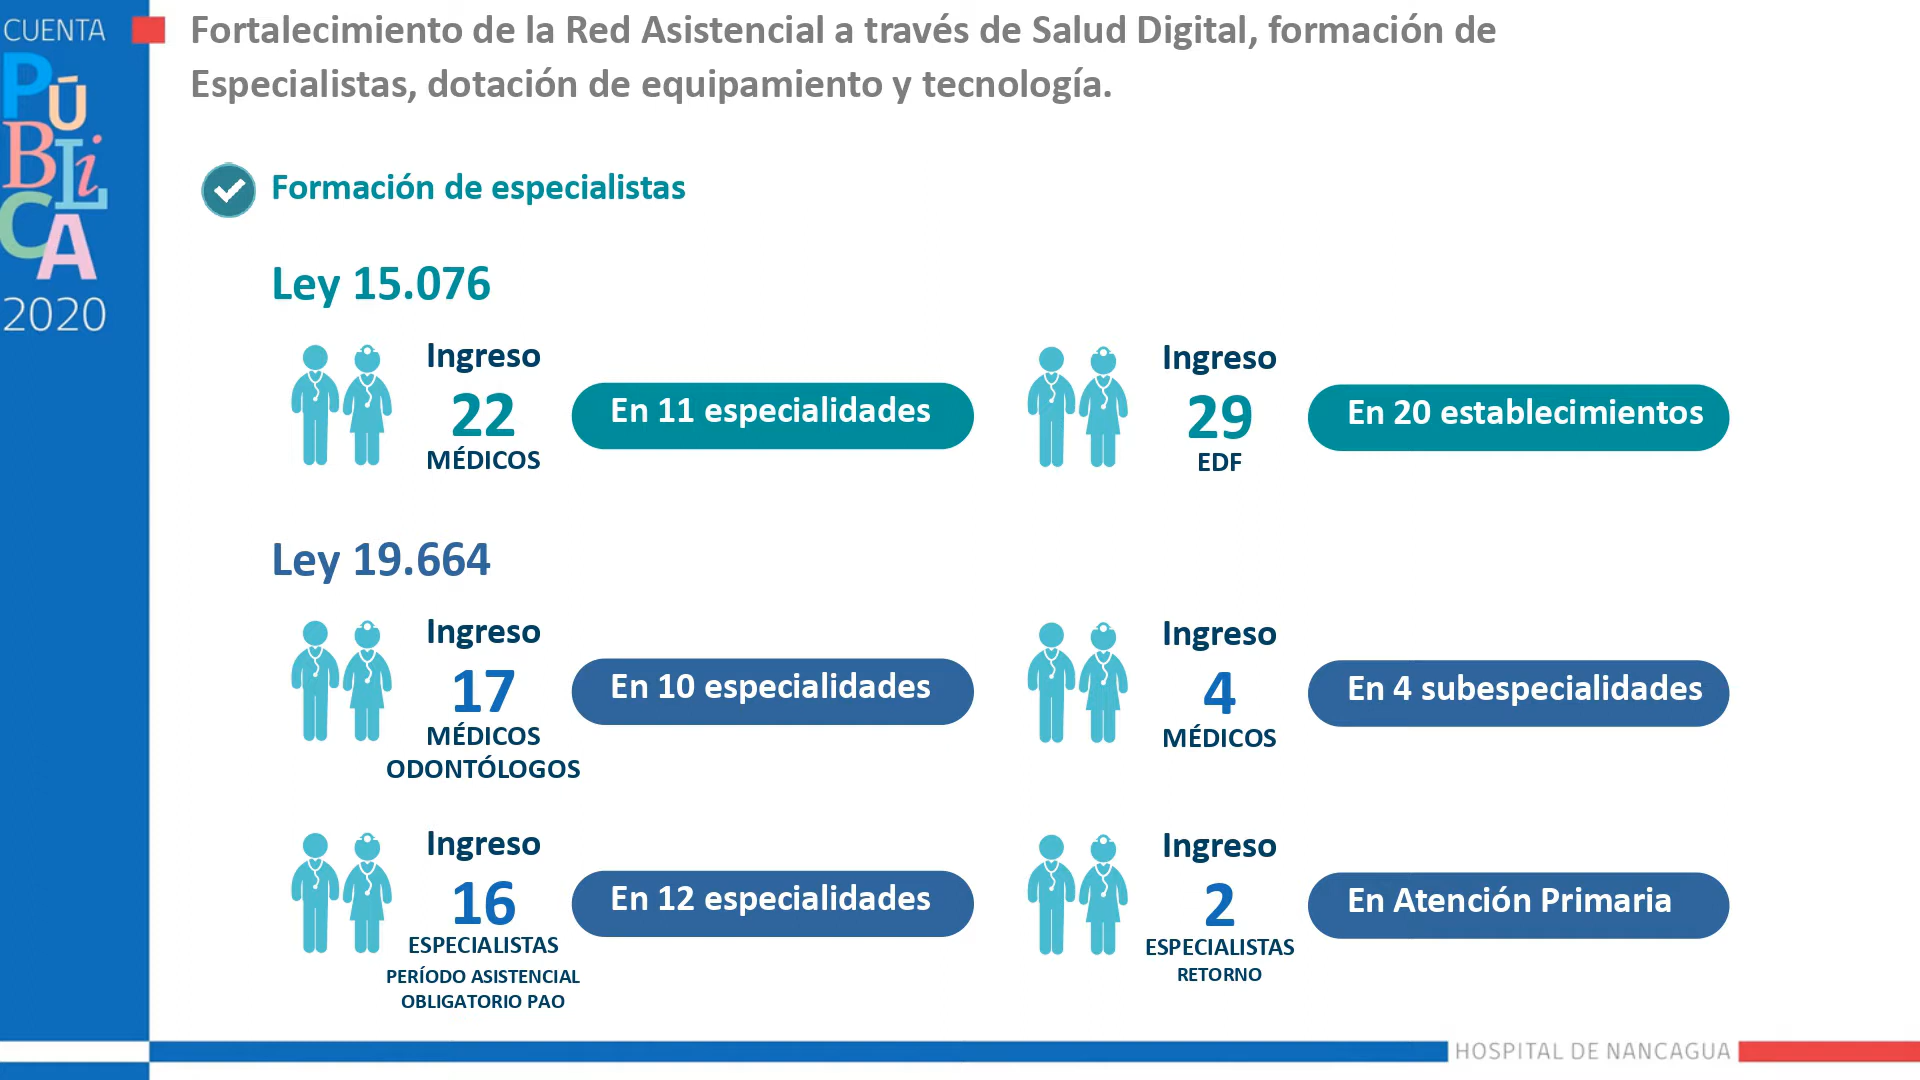 CUENTA
PÚBLiCA
2020
Fortalecimiento de la Red Asistencial a través de Salud Digital, formación de
Especialistas, dotación de equipamiento y tecnología.
Formación de especialistas
Ley 15.076
Ingreso
22
MÉDICOS
En 11 especialidades
Ingreso
29
EDF
En 20 establecimientos
Ley 19.664
Ingreso
17
MÉDICOS
ODONTÓLOGOS
En 10 especialidades
Ingreso
4
MÉDICOS
En 4 subespecialidades
Ingreso
16
ESPECIALISTAS
PERÍODO ASISTENCIAL
OBLIGATORIO PAO
En 12 especialidades
Ingreso
2
ESPECIALISTAS
RETORNO
En Atención Primaria
HOSPITAL DE NANCAGUA